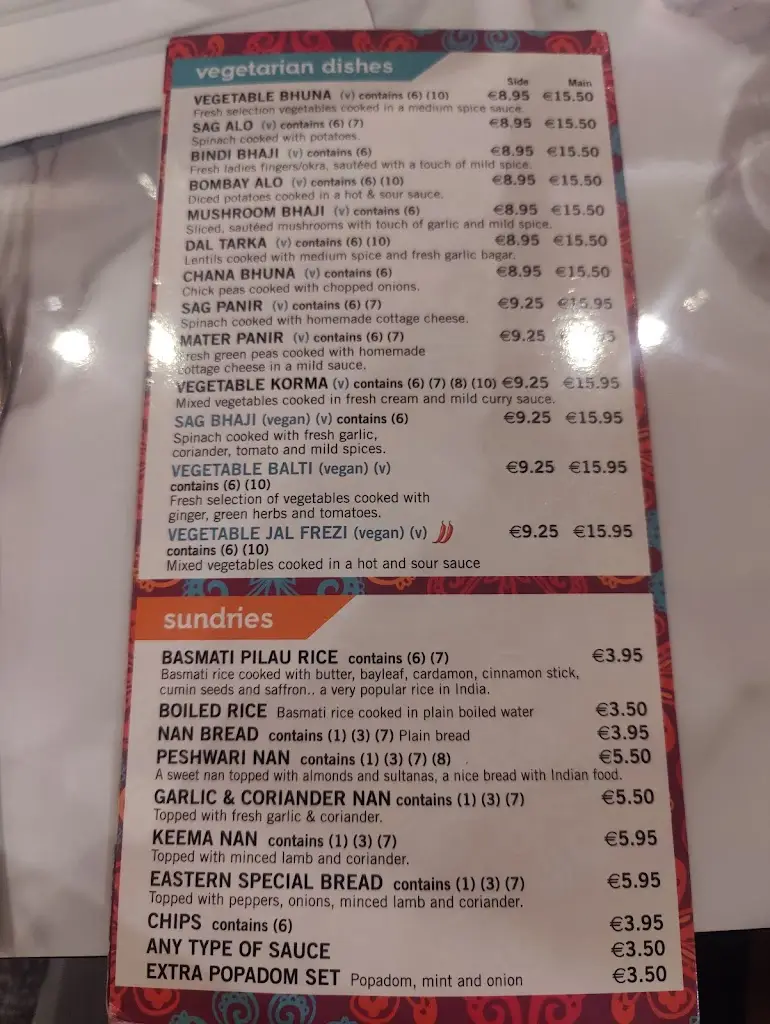 vegetarian dishes
Side Main
VEGETABLE BHUNA (v) contains (6) (10) €8.95 €15.50
Fresh selection vegetables cooked in a medium spice sauce.
SAG ALO (v) contains (6) (7) €8.95 €15.50
Spinach cooked with potatoes.
BINDI BHAJI (v) contains (6) €8.95 €15.50
Fresh ladies fingers/okra, sautéed with a touch of mild spice.
BOMBAY ALO (v) contains (6) (10) €8.95 €15.50
Diced potatoes cooked in a hot & sour sauce.
MUSHROOM BHAJI (v) contains (6) €8.95 €15.50
Sliced, sautéed mushrooms with touch of garlic and mild spice.
DAL TARKA (v) contains (6) (10) €8.95 €15.50
Lentils cooked with medium spice and fresh garlic bagar.
CHANA BHUNA (v) contains (6) €8.95 €15.50
Chick peas cooked with chopped onions.
SAG PANIR (v) contains (6) (7) €9.25 €15.95
Spinach cooked with homemade cottage cheese.
MATER PANIR (v) contains (6) (7) €9.25
Fresh green peas cooked with homemade
cottage cheese in a mild sauce.
VEGETABLE KORMA (v) contains (6) (7) (8) (10) €9.25 €15.95
Mixed vegetables cooked in fresh cream and mild curry sauce.
SAG BHAJI (vegan) (v) contains (6) €9.25 €15.95
Spinach cooked with fresh garlic,
coriander, tomato and mild spices.
VEGETABLE BALTI (vegan) (v) €9.25 €15.95
contains (6) (10)
Fresh selection of vegetables cooked with
ginger, green herbs and tomatoes.
VEGETABLE JAL FREZI (vegan) (v) €9.25 €15.95
contains (6) (10)
Mixed vegetables cooked in a hot and sour sauce
sundries
BASMATI PILAU RICE contains (6) (7) €3.95
Basmati rice cooked with butter, bayleaf, cardamon, cinnamon stick,
cumin seeds and saffron.. a very popular rice in India.
BOILED RICE Basmati rice cooked in plain boiled water €3.50
NAN BREAD contains (1) (3) (7) Plain bread €3.95
PESHWARI NAN contains (1) (3) (7) (8) €5.50
A sweet nan topped with almonds and sultanas, a nice bread with Indian food.
GARLIC & CORIANDER NAN contains (1) (3) (7) €5.50
Topped with fresh garlic & coriander.
KEEMA NAN contains (1) (3) (7) €5.95
Topped with minced lamb and coriander.
EASTERN SPECIAL BREAD contains (1) (3) (7) €5.95
Topped with peppers, onions, minced lamb and coriander.
CHIPS contains (6) €3.95
ANY TYPE OF SAUCE €3.50
EXTRA POPADOM SET Popadom, mint and onion €3.50